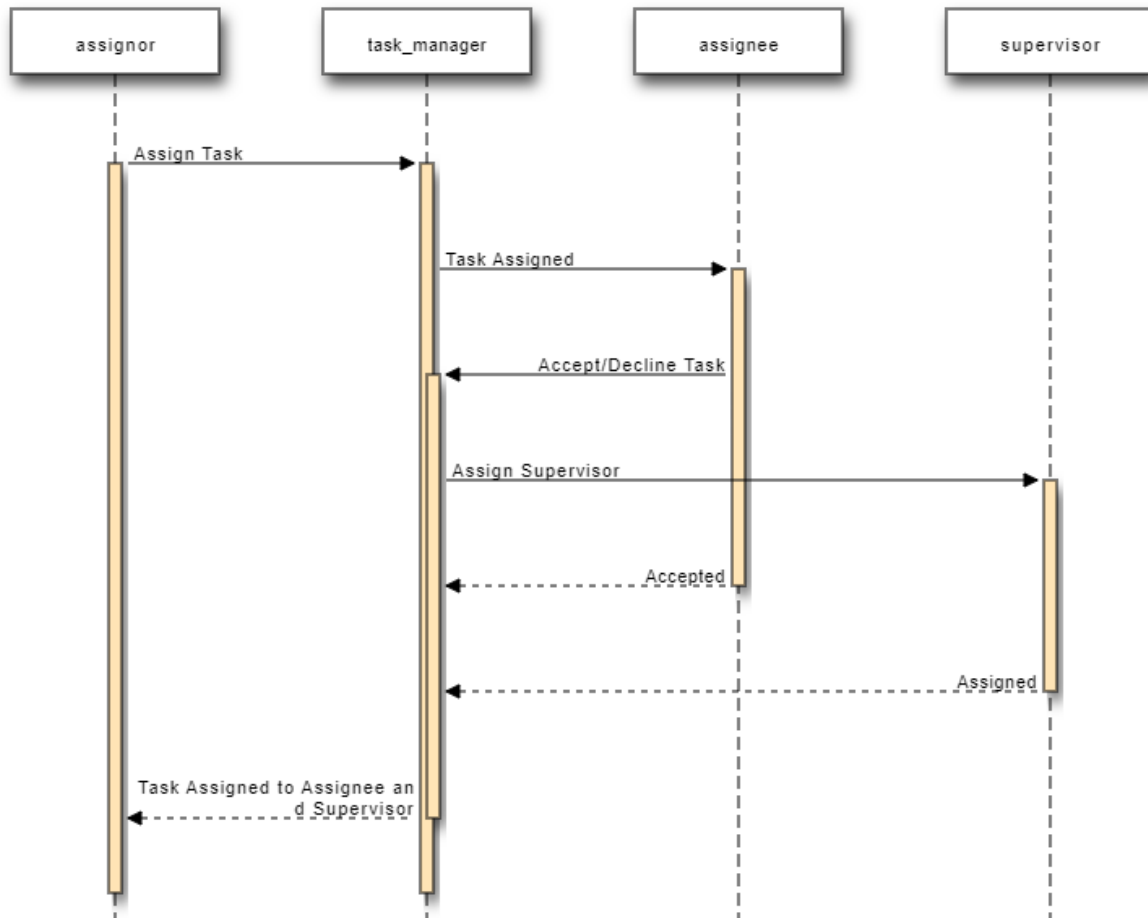 assignor
task_manager
assignee
supervisor
Assign Task
Task Assigned
Accept/Decline Task
Assign Supervisor
Accepted
Assigned
Task Assigned to Assignee an
d Supervisor